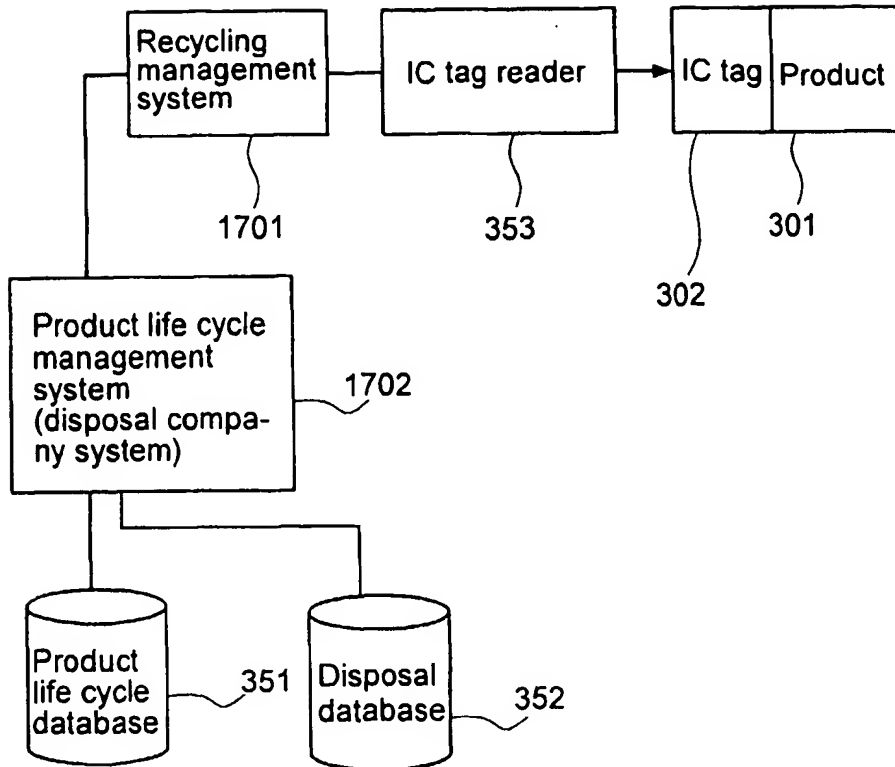 Recycling
management
system
IC tag reader
IC tag
Product
1701
353
302
301
Product life cycle
management
system
(disposal compa-
ny system)
1702
Product
life cycle
database
351
Disposal
database
352